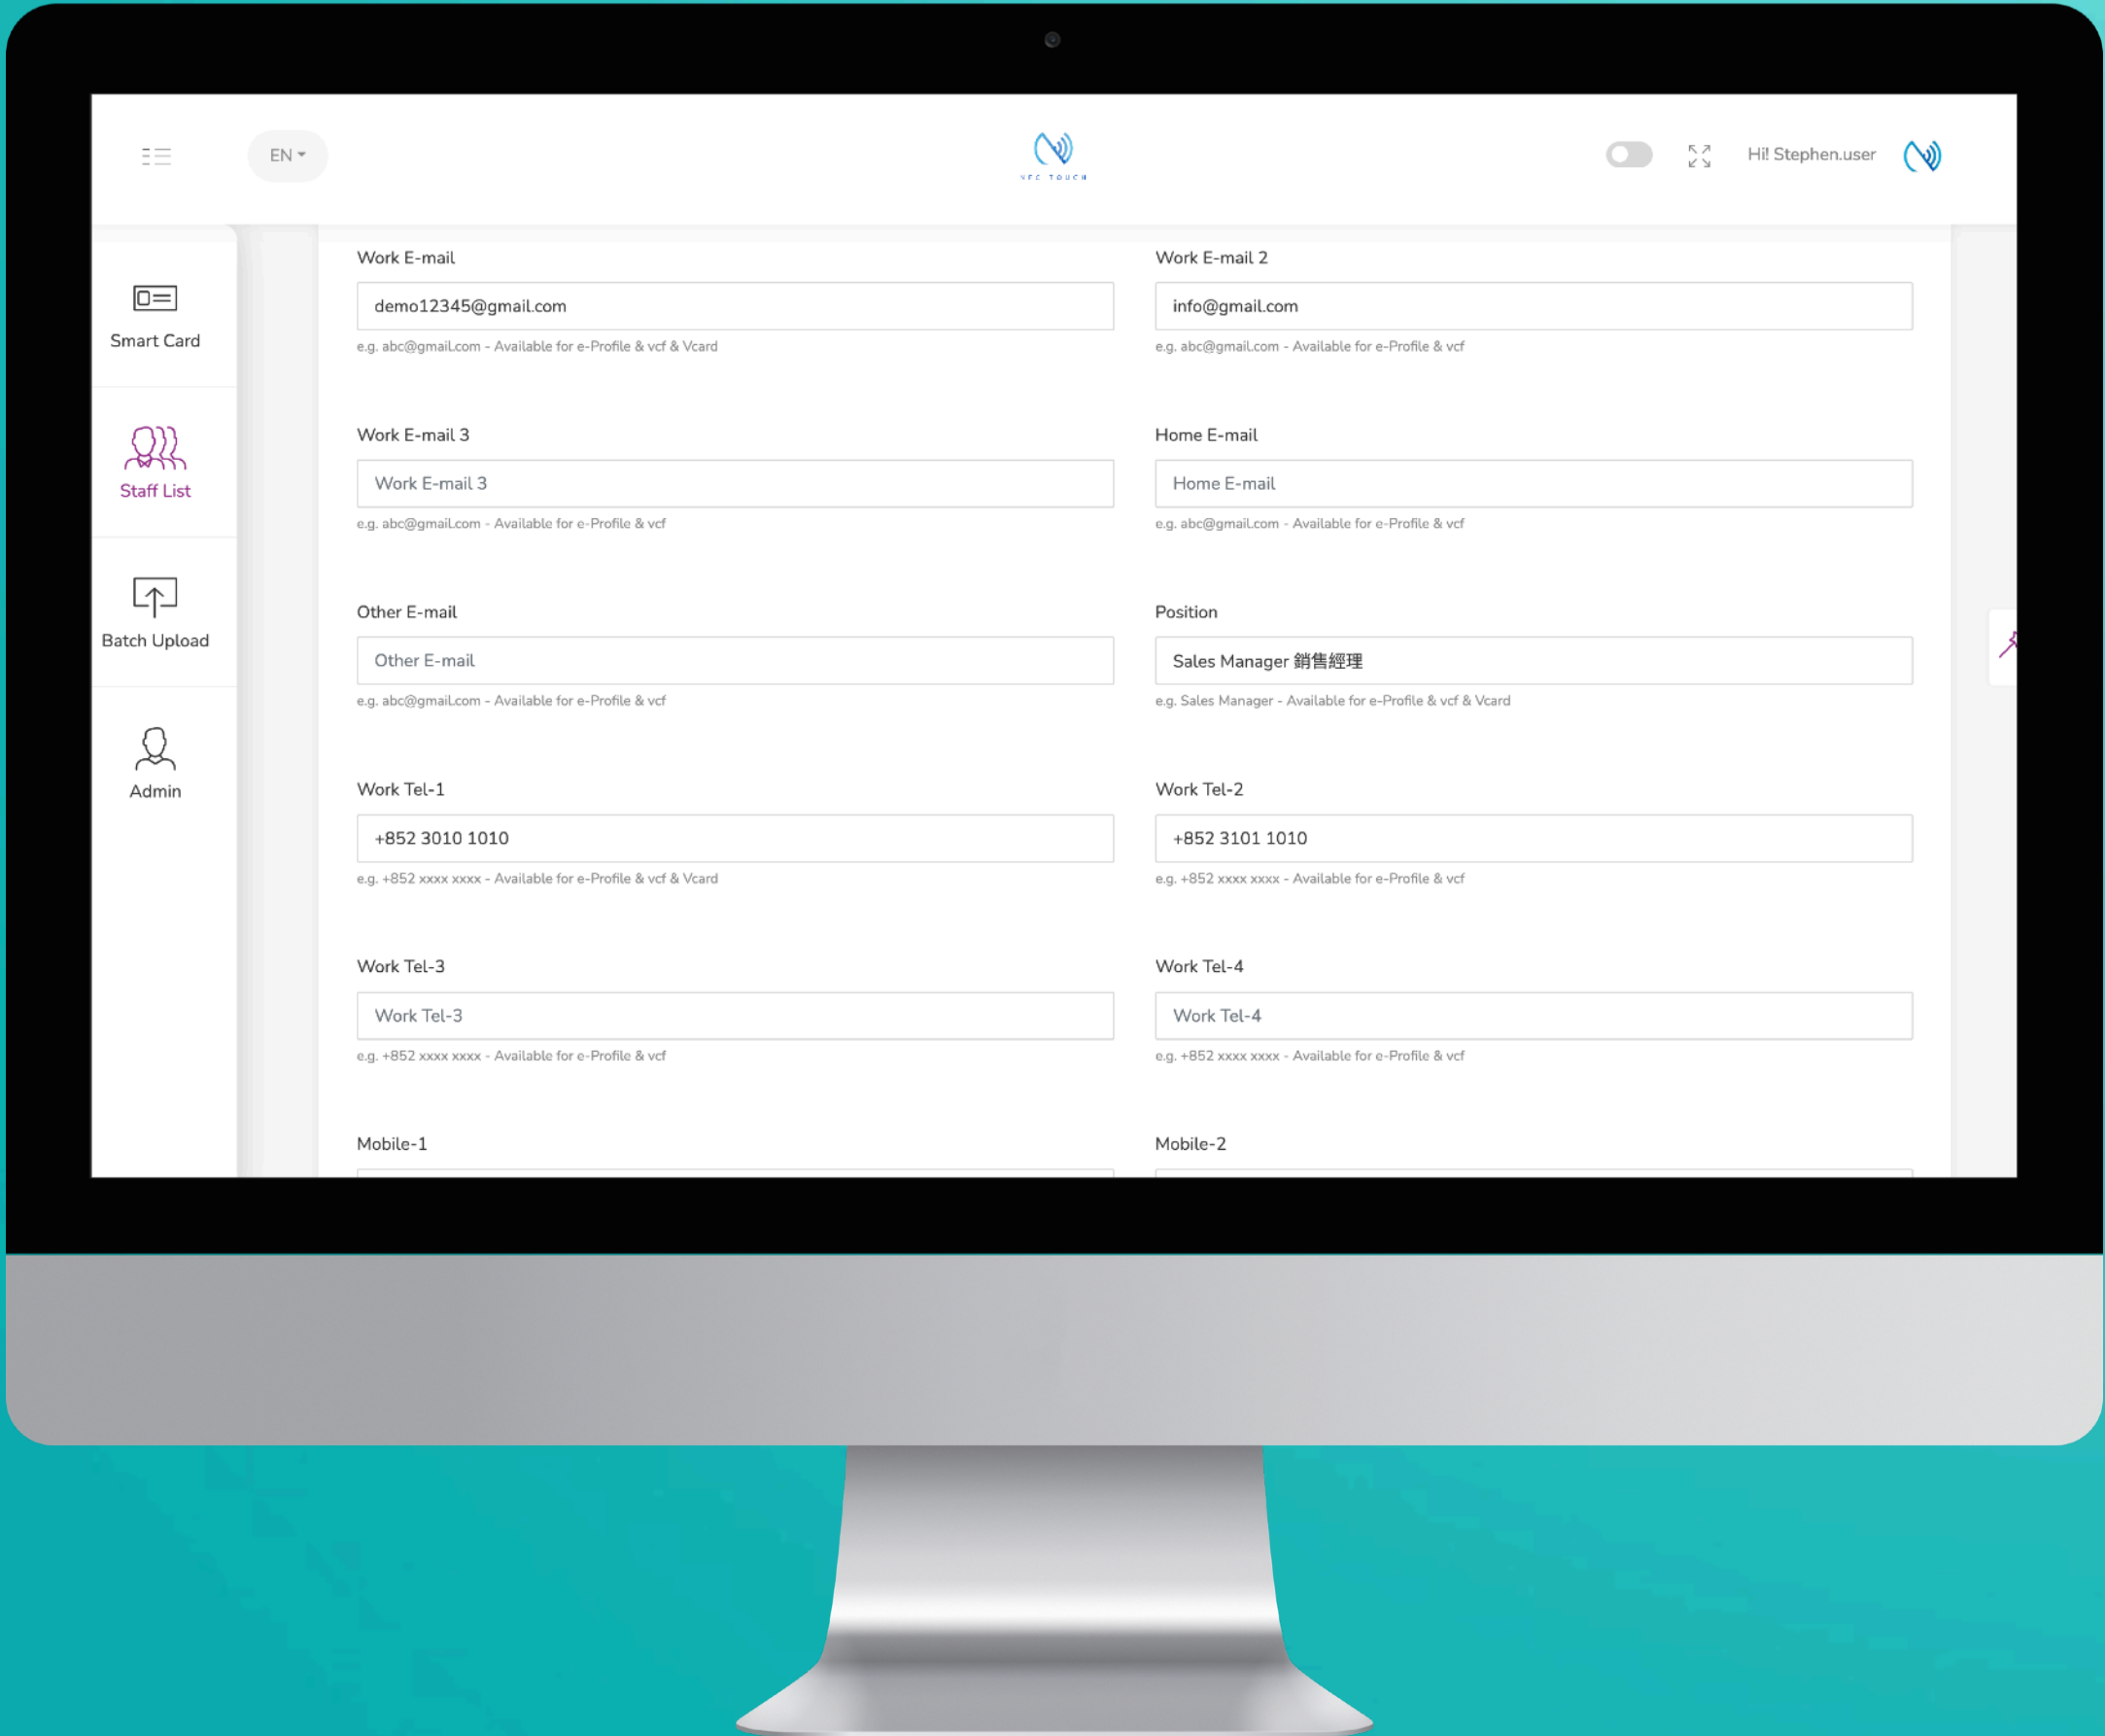 EN
NFC TOUCH
Hi! Stephen.user
Smart Card
Staff List
Batch Upload
Admin
Work E-mail
demo12345@gmail.com
e.g. abc@gmail.com - Available for e-Profile & vcf & Vcard
Work E-mail 2
info@gmail.com
e.g. abc@gmail.com - Available for e-Profile & vcf
Work E-mail 3
Work E-mail 3
e.g. abc@gmail.com - Available for e-Profile & vcf
Home E-mail
Home E-mail
e.g. abc@gmail.com - Available for e-Profile & vcf
Other E-mail
Other E-mail
e.g. abc@gmail.com - Available for e-Profile & vcf
Position
Sales Manager 銷售經理
e.g. Sales Manager - Available for e-Profile & vcf & Vcard
Work Tel-1
+852 3010 1010
e.g. +852 xxxx xxxx - Available for e-Profile & vcf & Vcard
Work Tel-2
+852 3101 1010
e.g. +852 xxxx xxxx - Available for e-Profile & vcf
Work Tel-3
Work Tel-3
e.g. +852 xxxx xxxx - Available for e-Profile & vcf
Work Tel-4
Work Tel-4
e.g. +852 xxxx xxxx - Available for e-Profile & vcf
Mobile-1
Mobile-2